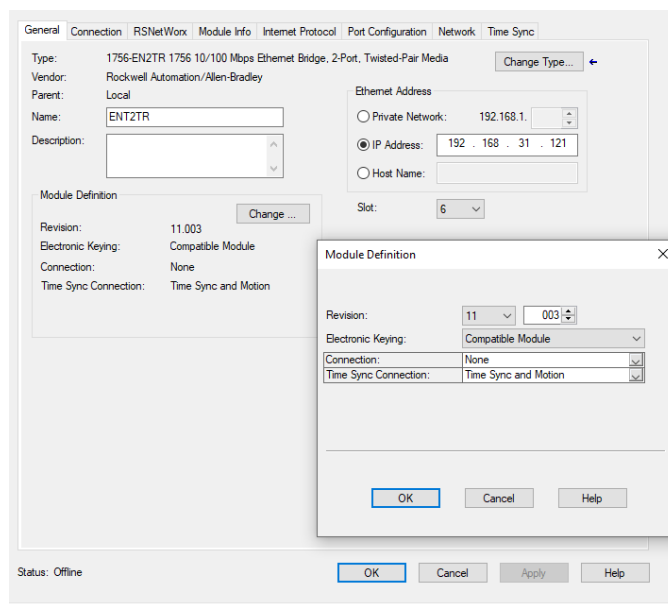 General Connection RSNetWorx Module Info Internet Protocol Port Configuration Network Time Sync
Type: 1756-EN2TR 1756 10/100 Mbps Ethernet Bridge, 2-Port, Twisted-Pair Media
Change Type...
Vendor: Rockwell Automation/Allen-Bradley
Parent: Local
Name: ENT2TR
Description:
Ethernet Address
Private Network: 192.168.1.
IP Address: 192 . 168 . 31 . 121
Host Name:
Slot: 6
Module Definition
Change ...
Revision: 11.003
Electronic Keying: Compatible Module
Connection: None
Time Sync Connection: Time Sync and Motion
Module Definition
Revision: 11 003
Electronic Keying: Compatible Module
Connection: None
Time Sync Connection: Time Sync and Motion
OK Cancel Help
Status: Offline
OK Cancel Apply Help